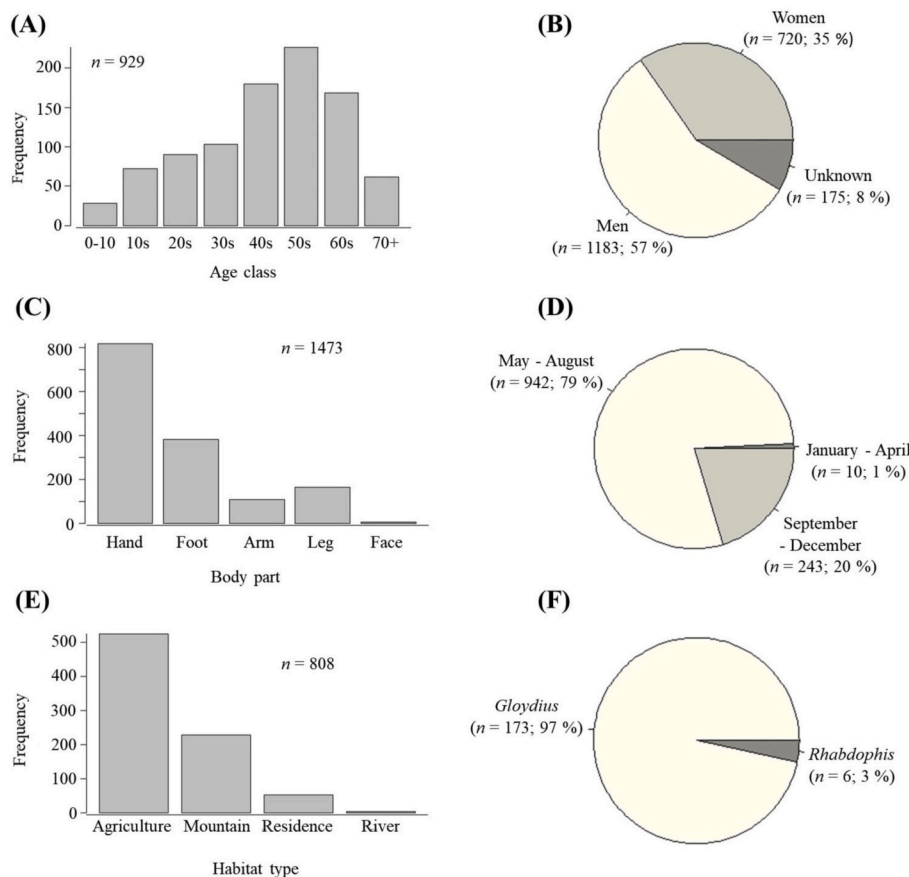 (A)
n = 929
Frequency
200
150
100
50
0
0-10 10s 20s 30s 40s 50s 60s 70+
Age class
(B)
Women
(n = 720; 35 %)
Unknown
(n = 175; 8 %)
Men
(n = 1183; 57 %)
(C)
n = 1473
Frequency
800
600
400
200
0
Hand Foot Arm Leg Face
Body part
(D)
May - August
(n = 942; 79 %)
January - April
(n = 10; 1 %)
September
- December
(n = 243; 20 %)
(E)
n = 808
Frequency
500
400
300
200
100
0
Agriculture Mountain Residence River
Habitat type
(F)
Gloydius
(n = 173; 97 %)
Rhabdophis
(n = 6; 3 %)